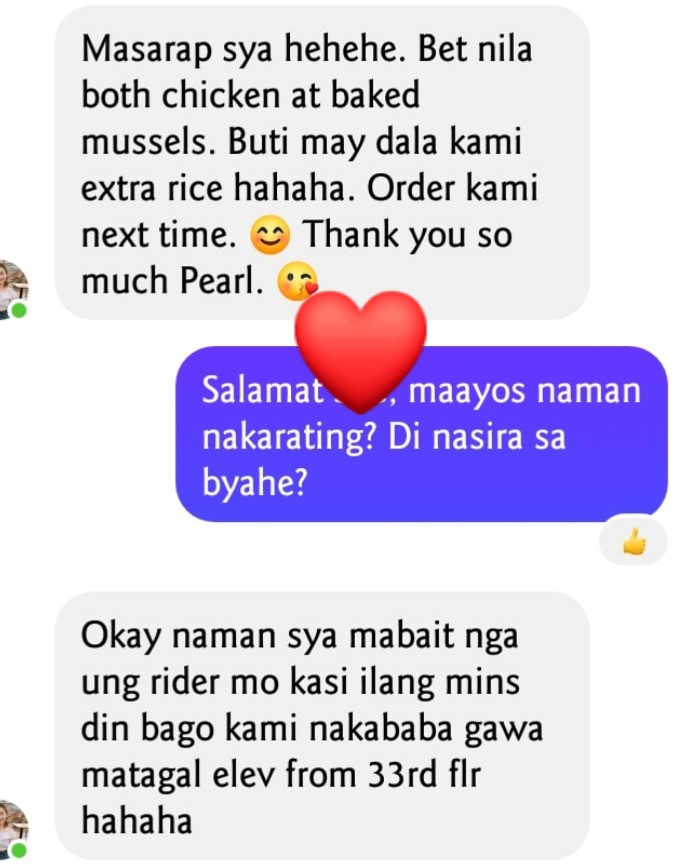 Masarap sya hehehe. Bet nila
both chicken at baked
mussels. Buti may dala kami
extra rice hahaha. Order kami
next time. 😊 Thank you so
much Pearl. 😘
Salamat , maayos naman
nakarating? Di nasira sa
byahe?
Okay naman sya mabait nga
ung rider mo kasi ilang mins
din bago kami nakababa gawa
matagal elev from 33rd flr
hahaha